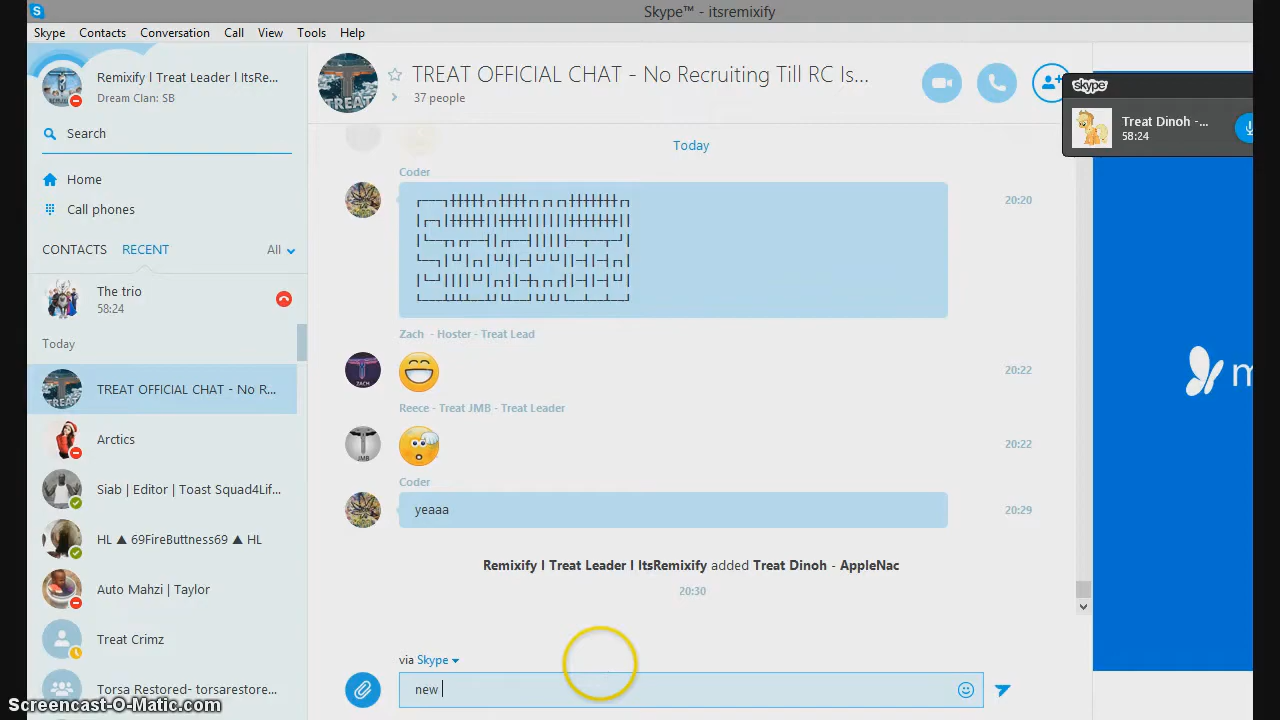 Skype™ - itsremixify
Skype Contacts Conversation Call View Tools Help
Remixify l Treat Leader l ItsRe...
Dream Clan: SB
Search
Home
Call phones
CONTACTS RECENT All
The trio
58:24
Today
TREAT OFFICIAL CHAT - No R...
Arctics
Siab | Editor | Toast Squad4Lif...
HL ▲ 69FireButtness69 ▲ HL
Auto Mahzi | Taylor
Treat Crimz
Torsa Restored- torsarestore...
TREAT OFFICIAL CHAT - No Recruiting Till RC Is...
37 people
Today
Coder
20:20
Zach - Hoster - Treat Lead
20:22
Reece - Treat JMB - Treat Leader
20:22
Coder
yeaaa
20:29
Remixify l Treat Leader l ItsRemixify added Treat Dinoh - AppleNac
20:30
via Skype
new
skype
Treat Dinoh -...
58:24
m
TREAT
TREAT
ZACH
JMB
Screencast-O-Matic.com